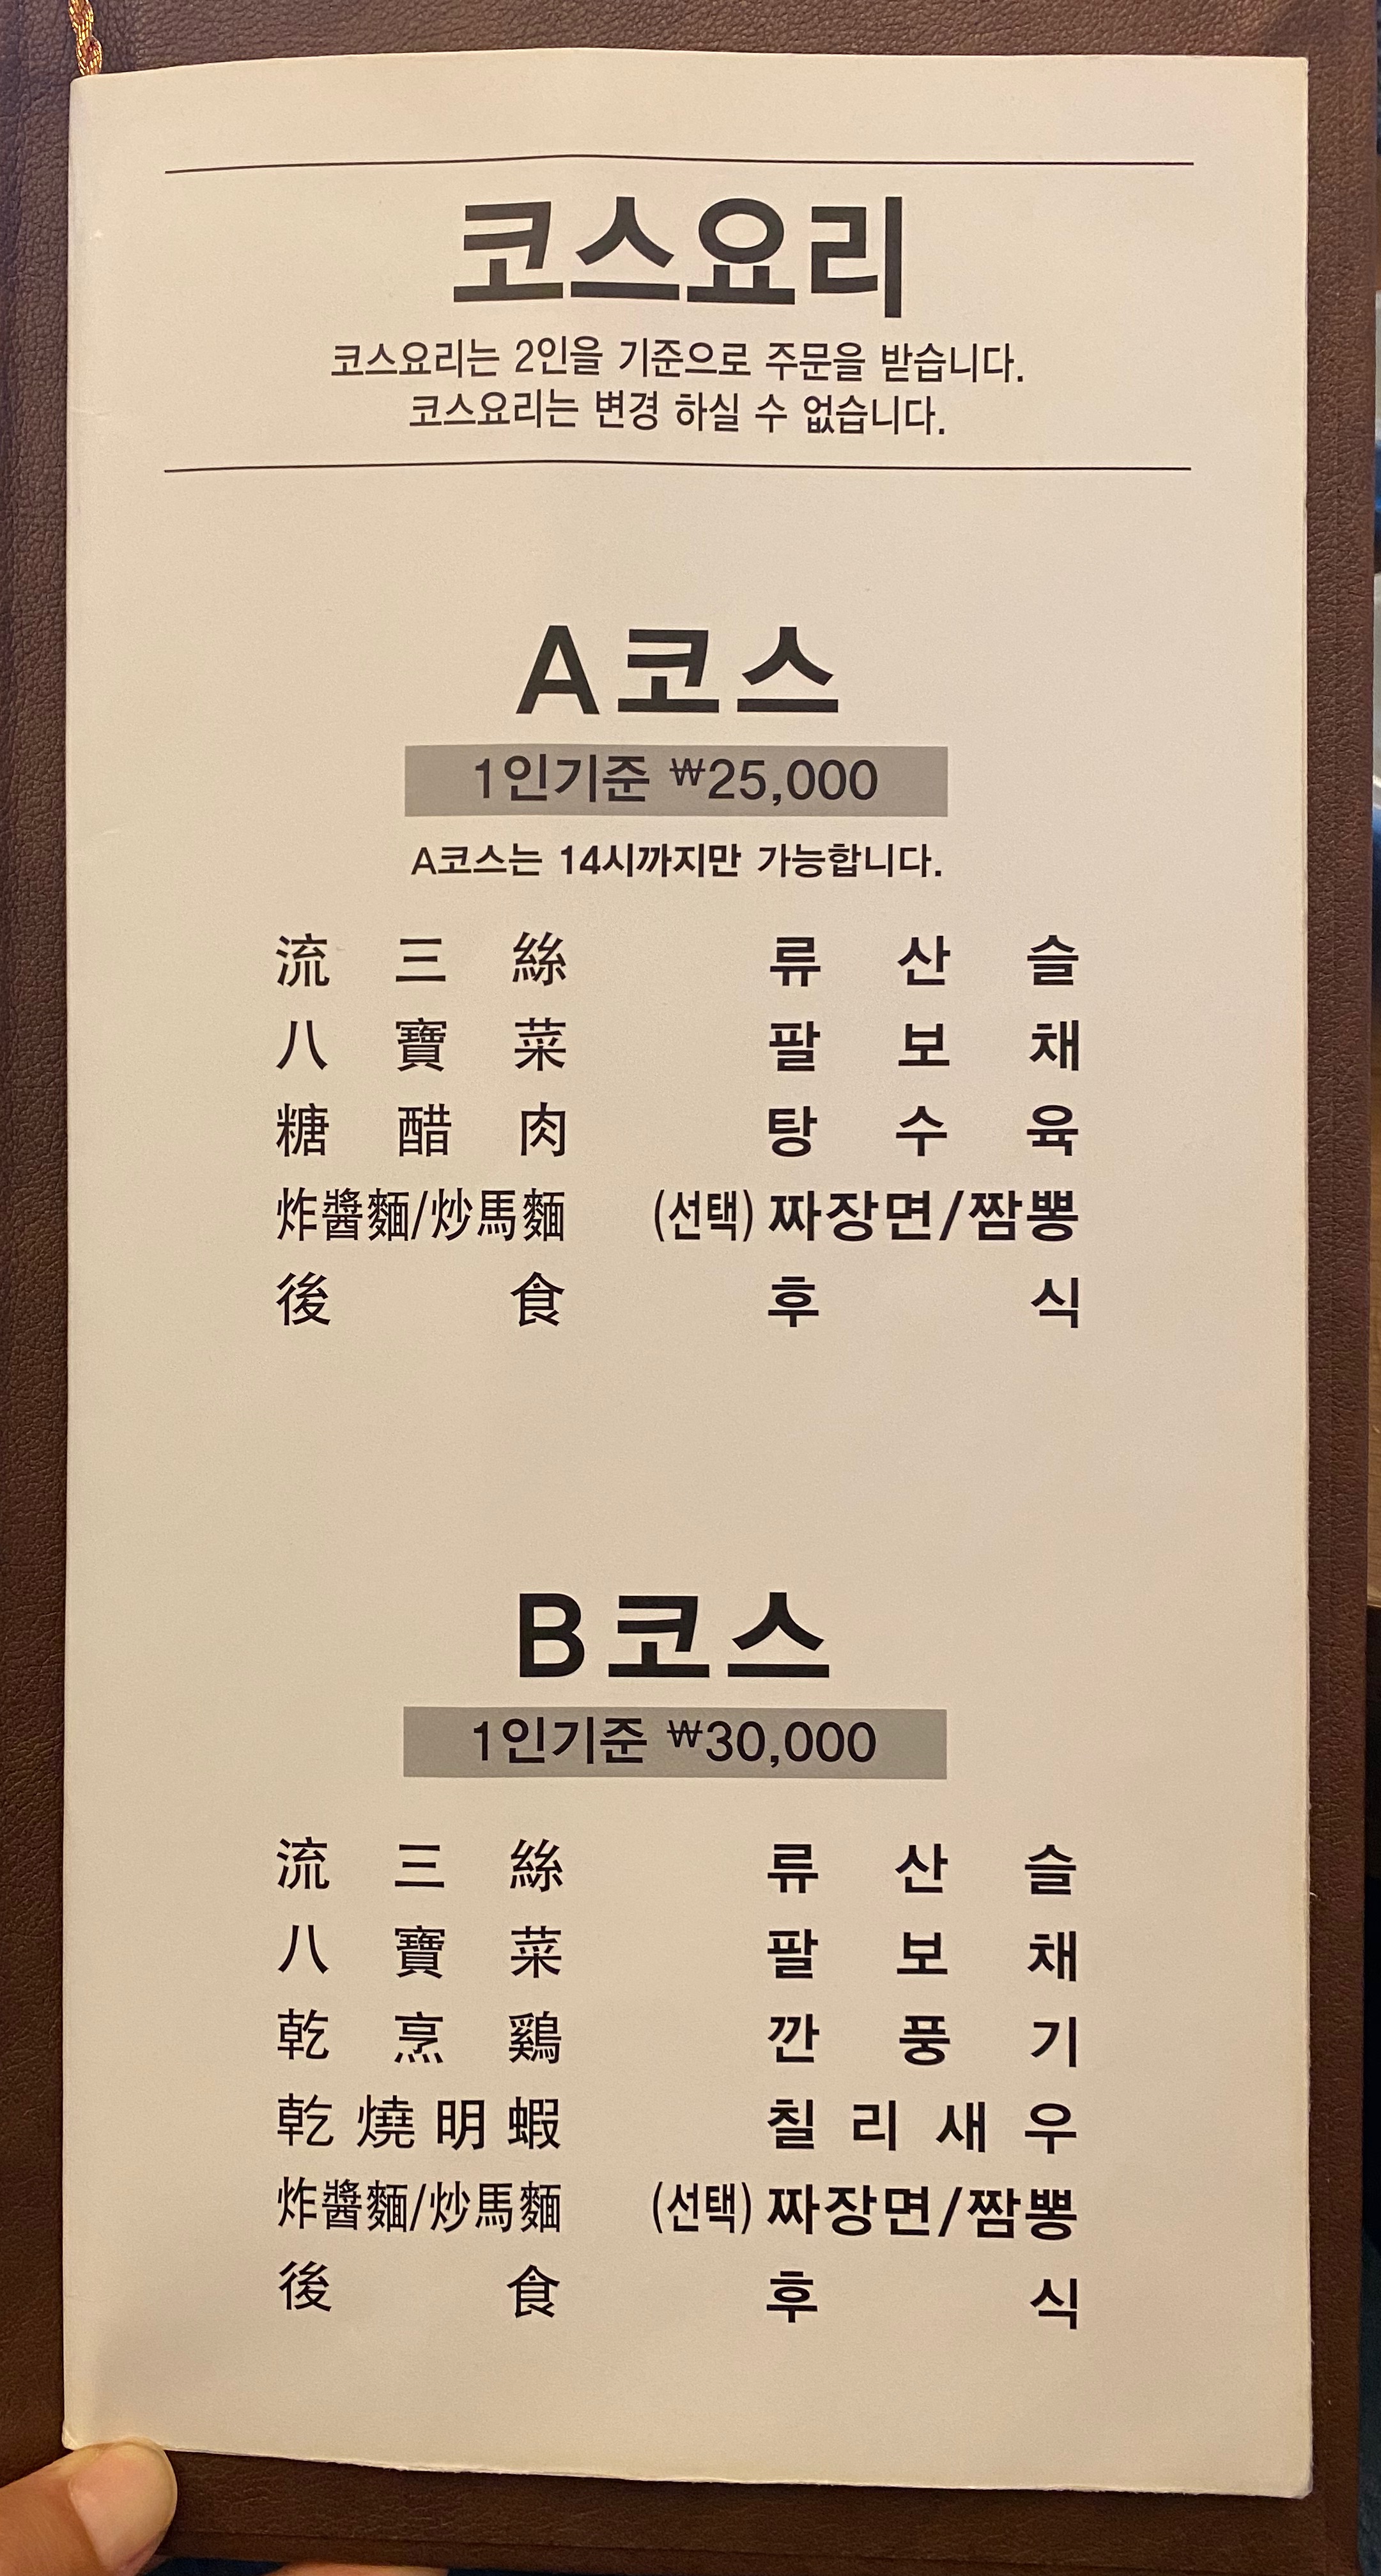 코스요리
코스요리는 2인을 기준으로 주문을 받습니다.
코스요리는 변경 하실 수 없습니다.
A코스
1인기준 ₩25,000
A코스는 14시까지만 가능합니다.
流三絲 류산슬
八寶菜 팔보채
糖醋肉 탕수육
炸醬麵/炒馬麵 (선택) 짜장면/짬뽕
後食 후식
B코스
1인기준 ₩30,000
流三絲 류산슬
八寶菜 팔보채
乾烹鷄 깐풍기
乾燒明蝦 칠리새우
炸醬麵/炒馬麵 (선택) 짜장면/짬뽕
後食 후식